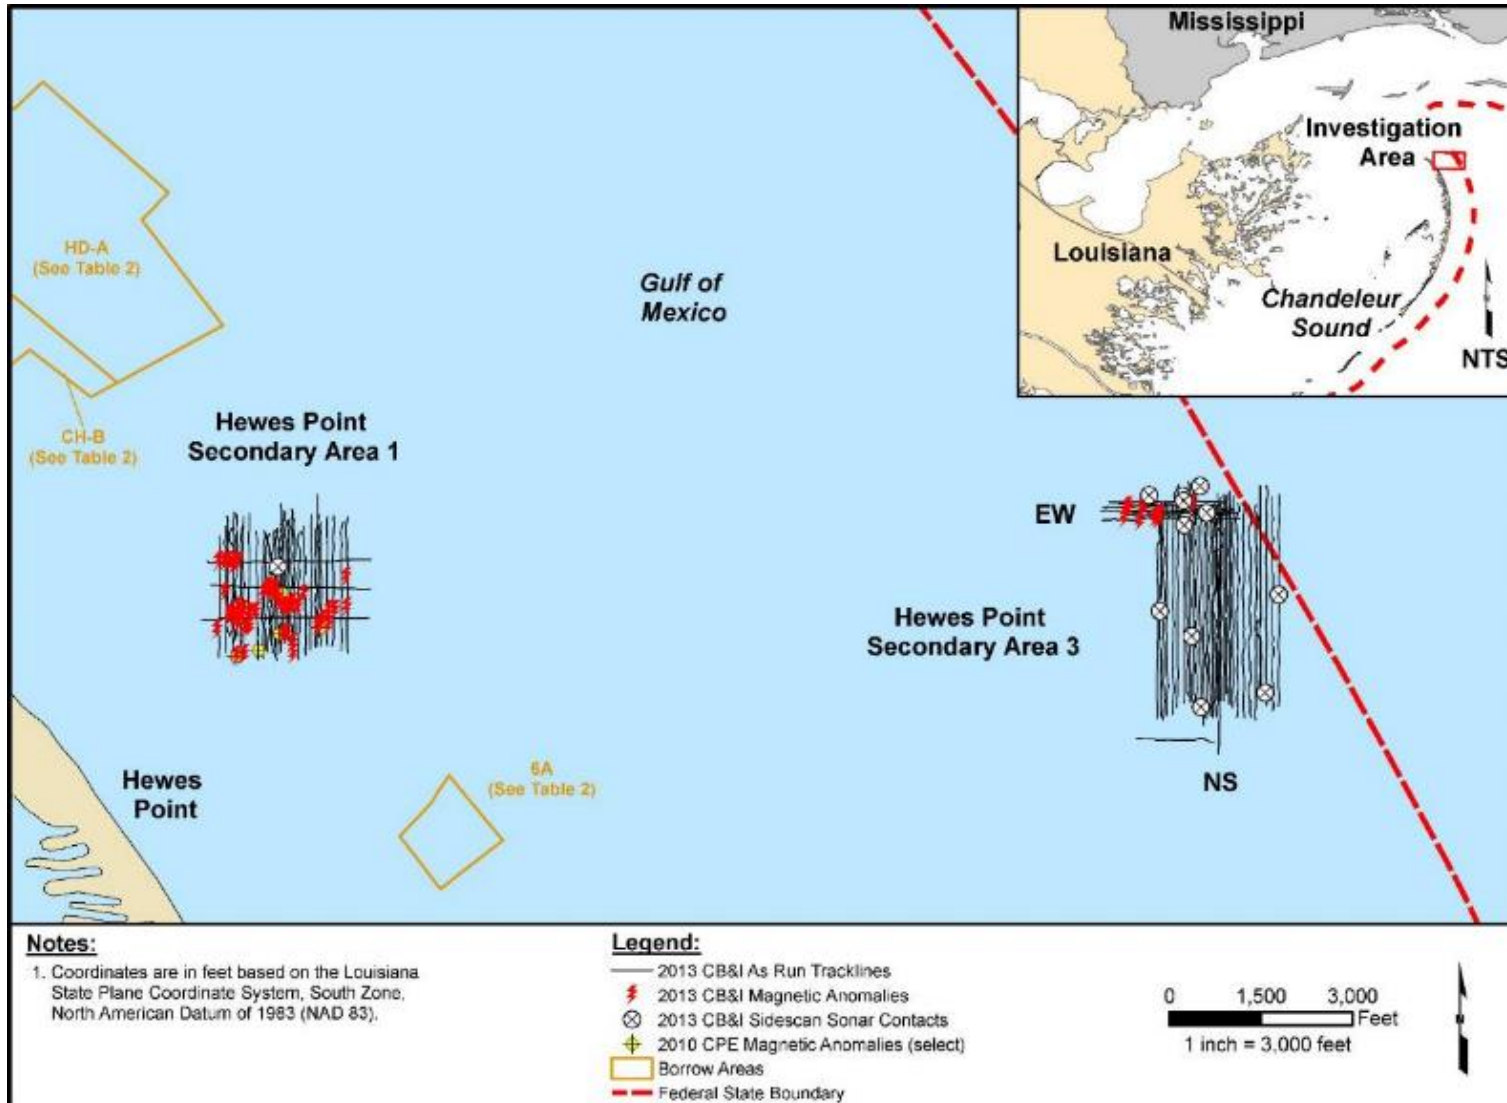 Mississippi
Investigation
Area
Louisiana
Chandeleur
Sound
NTS
HD-A
(See Table 2)
Gulf of
Mexico
CH-B
(See Table 2)
Hewes Point
Secondary Area 1
EW
Hewes Point
Secondary Area 3
NS
Hewes
Point
6A
(See Table 2)
Notes:
1. Coordinates are in feet based on the Louisiana
State Plane Coordinate System, South Zone,
North American Datum of 1983 (NAD 83).
Legend:
2013 CB&I As Run Tracklines
2013 CB&I Magnetic Anomalies
2013 CB&I Sidescan Sonar Contacts
2010 CPE Magnetic Anomalies (select)
Borrow Areas
Federal State Boundary
0 1,500 3,000
Feet
1 inch = 3,000 feet
N